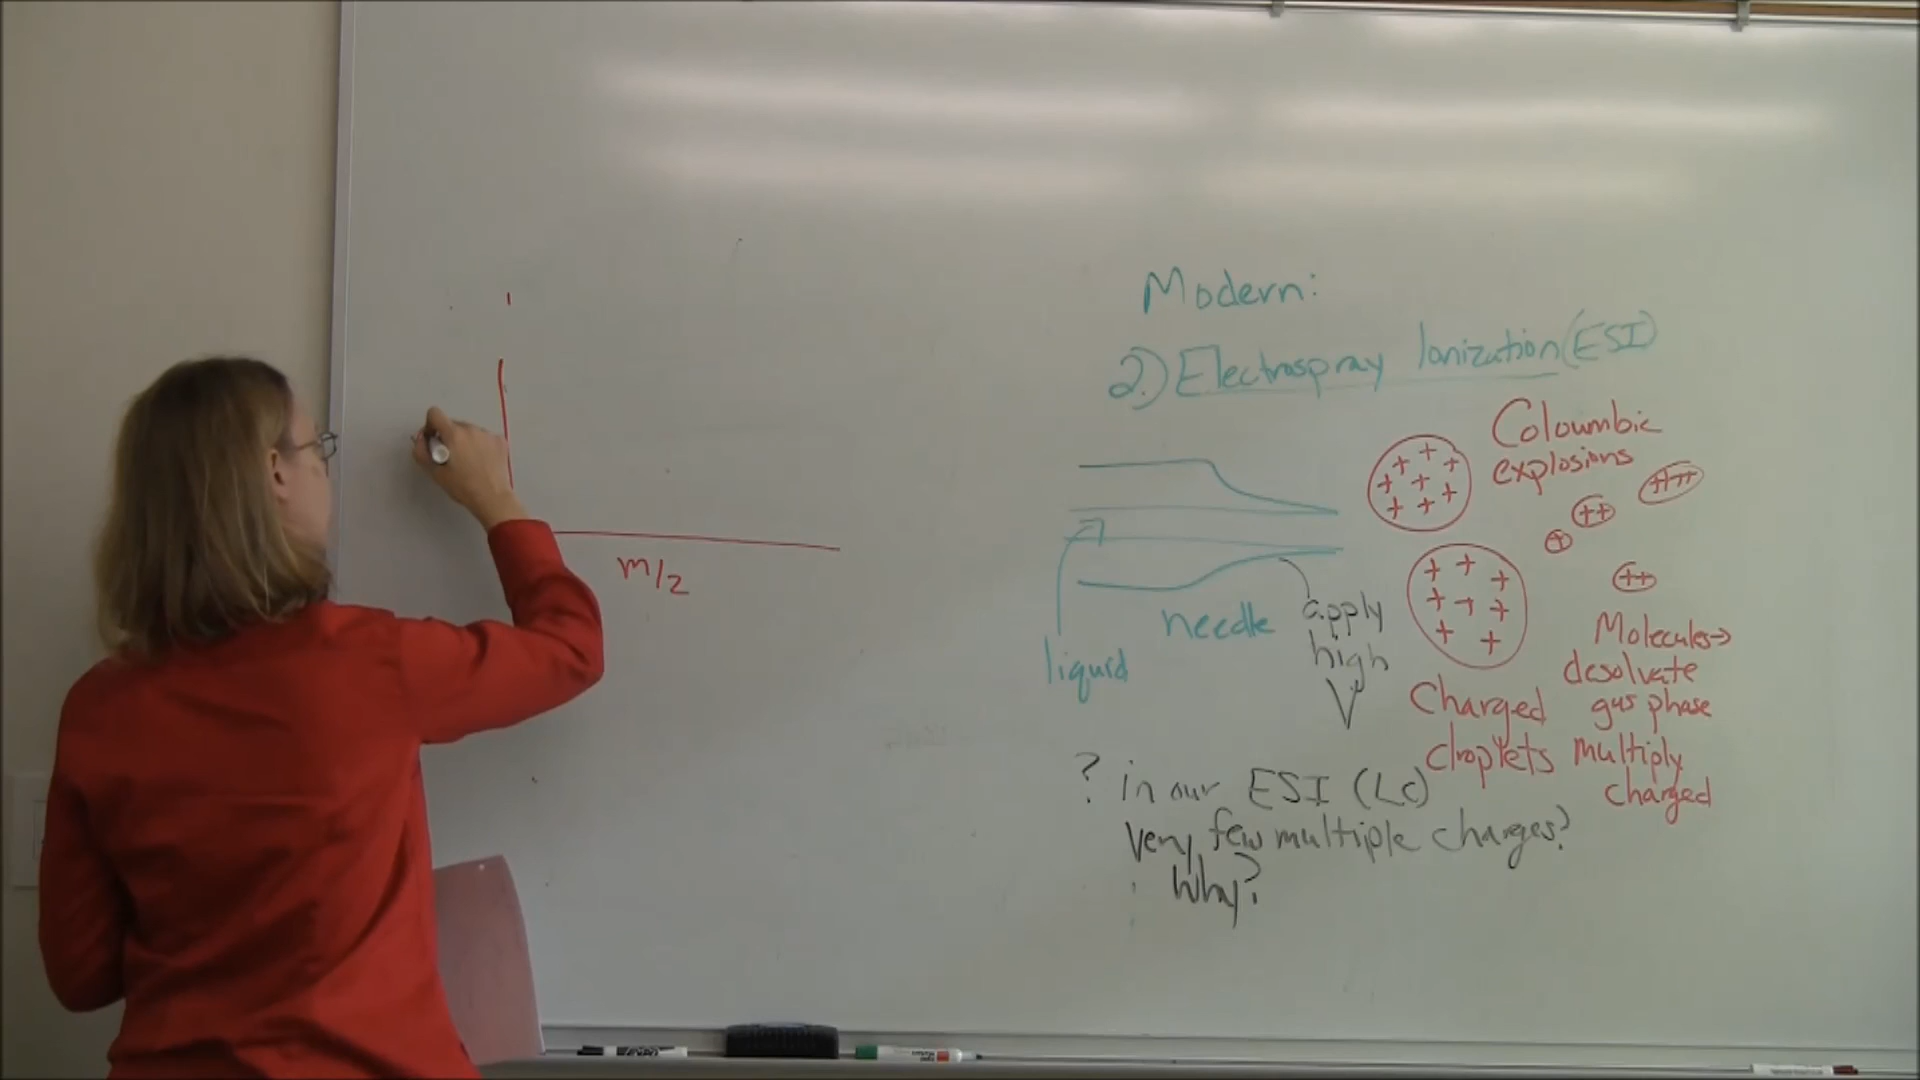 Modern:
2.) Electrospray Ionization (ESI)
Coloumbic
explosions
+ + + + + + + + +
+++
++
+
+ + + + + + + +
++
m/z
needle
apply
high
V
liquid
Molecules→
desolvate
gas phase
multiply
charged
Charged
droplets
? in our ESI (LC)
Very few multiple charges?
Why?